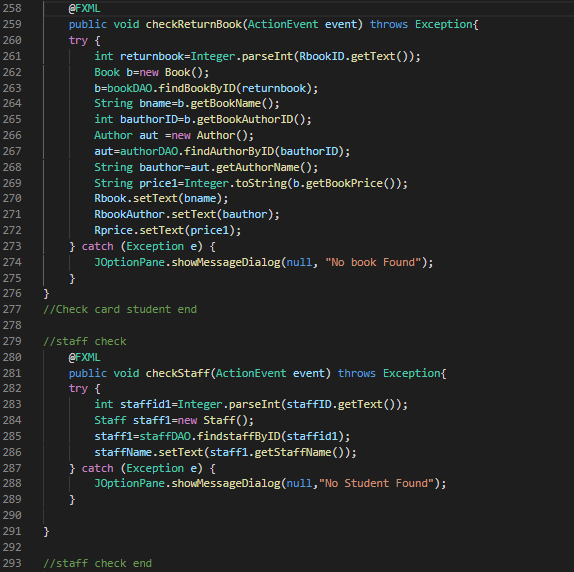 258 @FXML
259 public void checkReturnBook(ActionEvent event) throws Exception{
260 try {
261 int returnbook=Integer.parseInt(RbookID.getText());
262 Book b=new Book();
263 b=bookDAO.findBookByID(returnbook);
264 String bname=b.getBookName();
265 int bauthorID=b.getBookAuthorID();
266 Author aut =new Author();
267 aut=authorDAO.findAuthorByID(bauthorID);
268 String bauthor=aut.getAuthorName();
269 String price1=Integer.toString(b.getBookPrice());
270 Rbook.setText(bname);
271 RbookAuthor.setText(bauthor);
272 Rprice.setText(price1);
273 } catch (Exception e) {
274 JOptionPane.showMessageDialog(null, "No book Found");
275 }
276 }
277 //Check card student end
278
279 //staff check
280 @FXML
281 public void checkStaff(ActionEvent event) throws Exception{
282 try {
283 int staffid1=Integer.parseInt(staffID.getText());
284 Staff staff1=new Staff();
285 staff1=staffDAO.findstaffByID(staffid1);
286 staffName.setText(staff1.getStaffName());
287 } catch (Exception e) {
288 JOptionPane.showMessageDialog(null,"No Student Found");
289 }
290
291 }
292
293 //staff check end